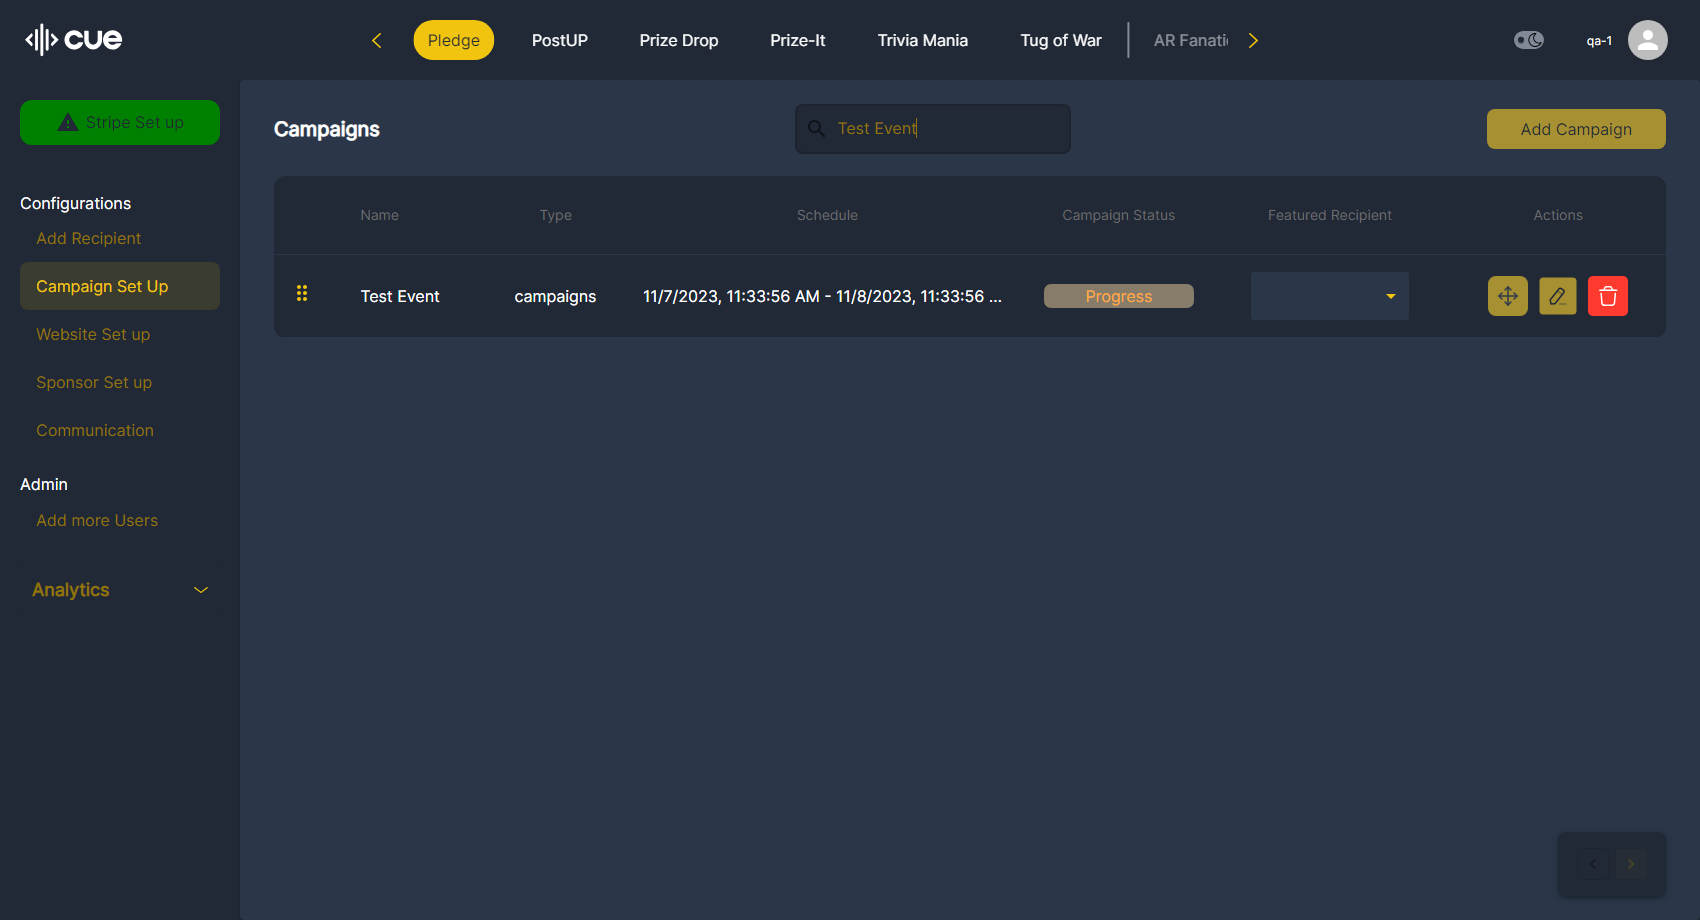 cue
Pledge
PostUP
Prize Drop
Prize-It
Trivia Mania
Tug of War
AR Fanati
qa-1
Stripe Set up
Configurations
Add Recipient
Campaign Set Up
Website Set up
Sponsor Set up
Communication
Admin
Add more Users
Analytics
Campaigns
Test Event
Add Campaign
Name Type Schedule Campaign Status Featured Recipient Actions
Test Event campaigns 11/7/2023, 11:33:56 AM - 11/8/2023, 11:33:56 ... Progress